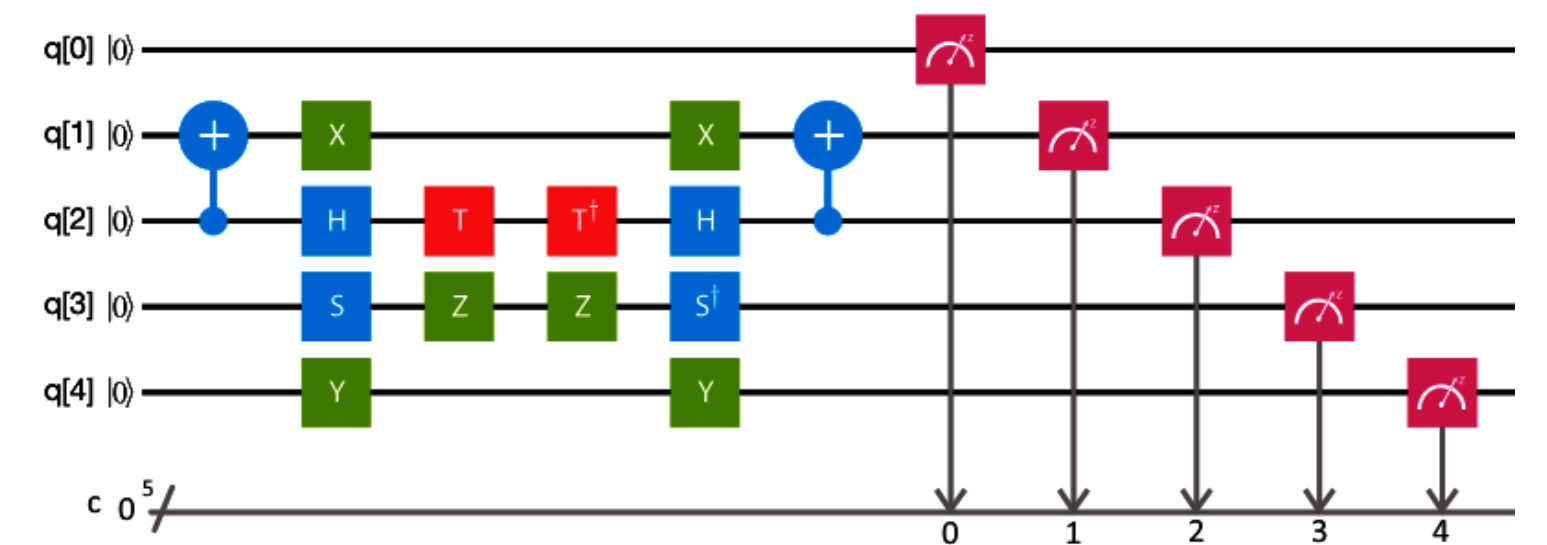 q[0] |0⟩ z
q[1] |0⟩ + X X + z
q[2] |0⟩ H T T† H z
q[3] |0⟩ S Z Z S† z
q[4] |0⟩ Y Y z
c 0 5
0 1 2 3 4